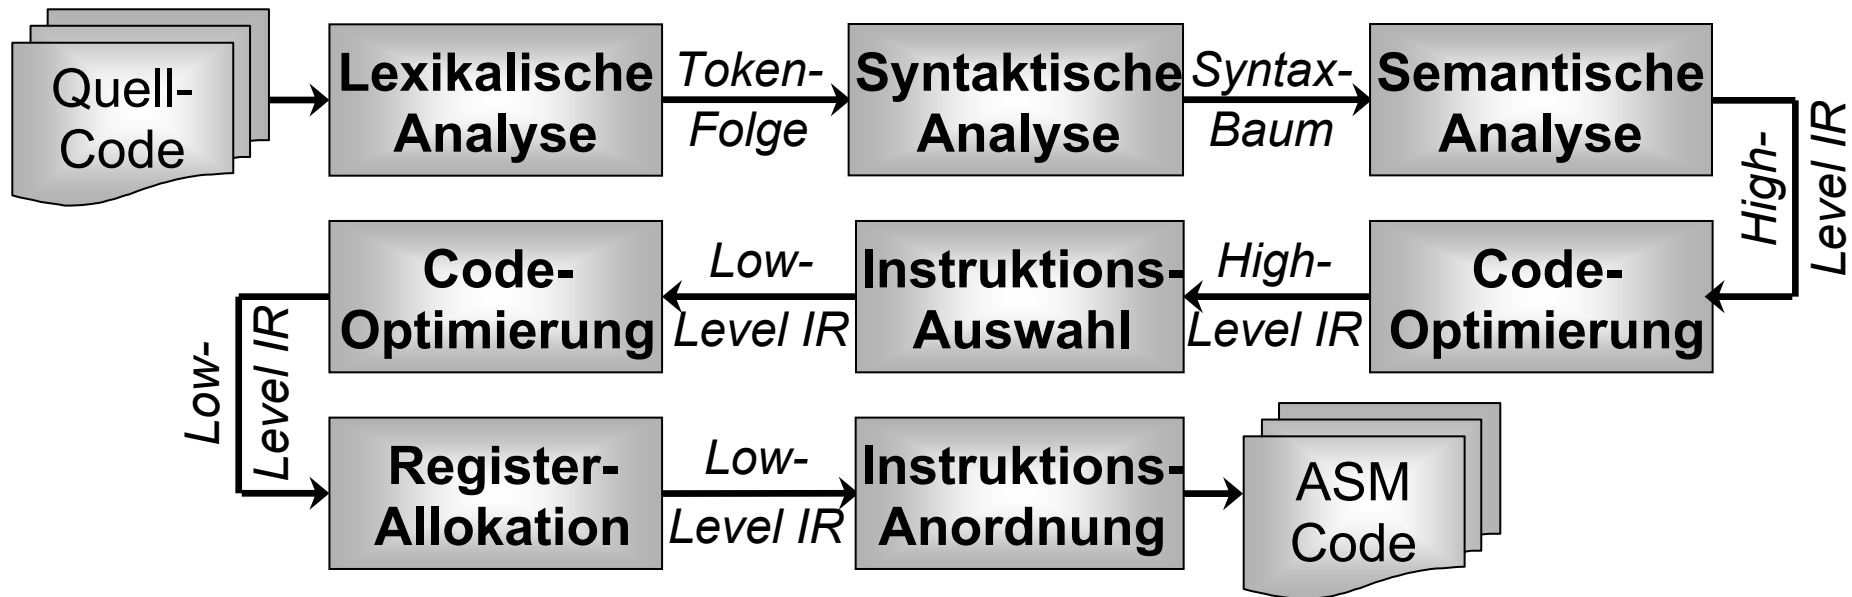 Quell-
Code
Lexikalische
Analyse
Token-
Folge
Syntaktische
Analyse
Syntax-
Baum
Semantische
Analyse
High-
Level IR
Code-
Optimierung
High-
Level IR
Instruktions-
Auswahl
Low-
Level IR
Code-
Optimierung
Low-
Level IR
Register-
Allokation
Low-
Level IR
Instruktions-
Anordnung
ASM
Code